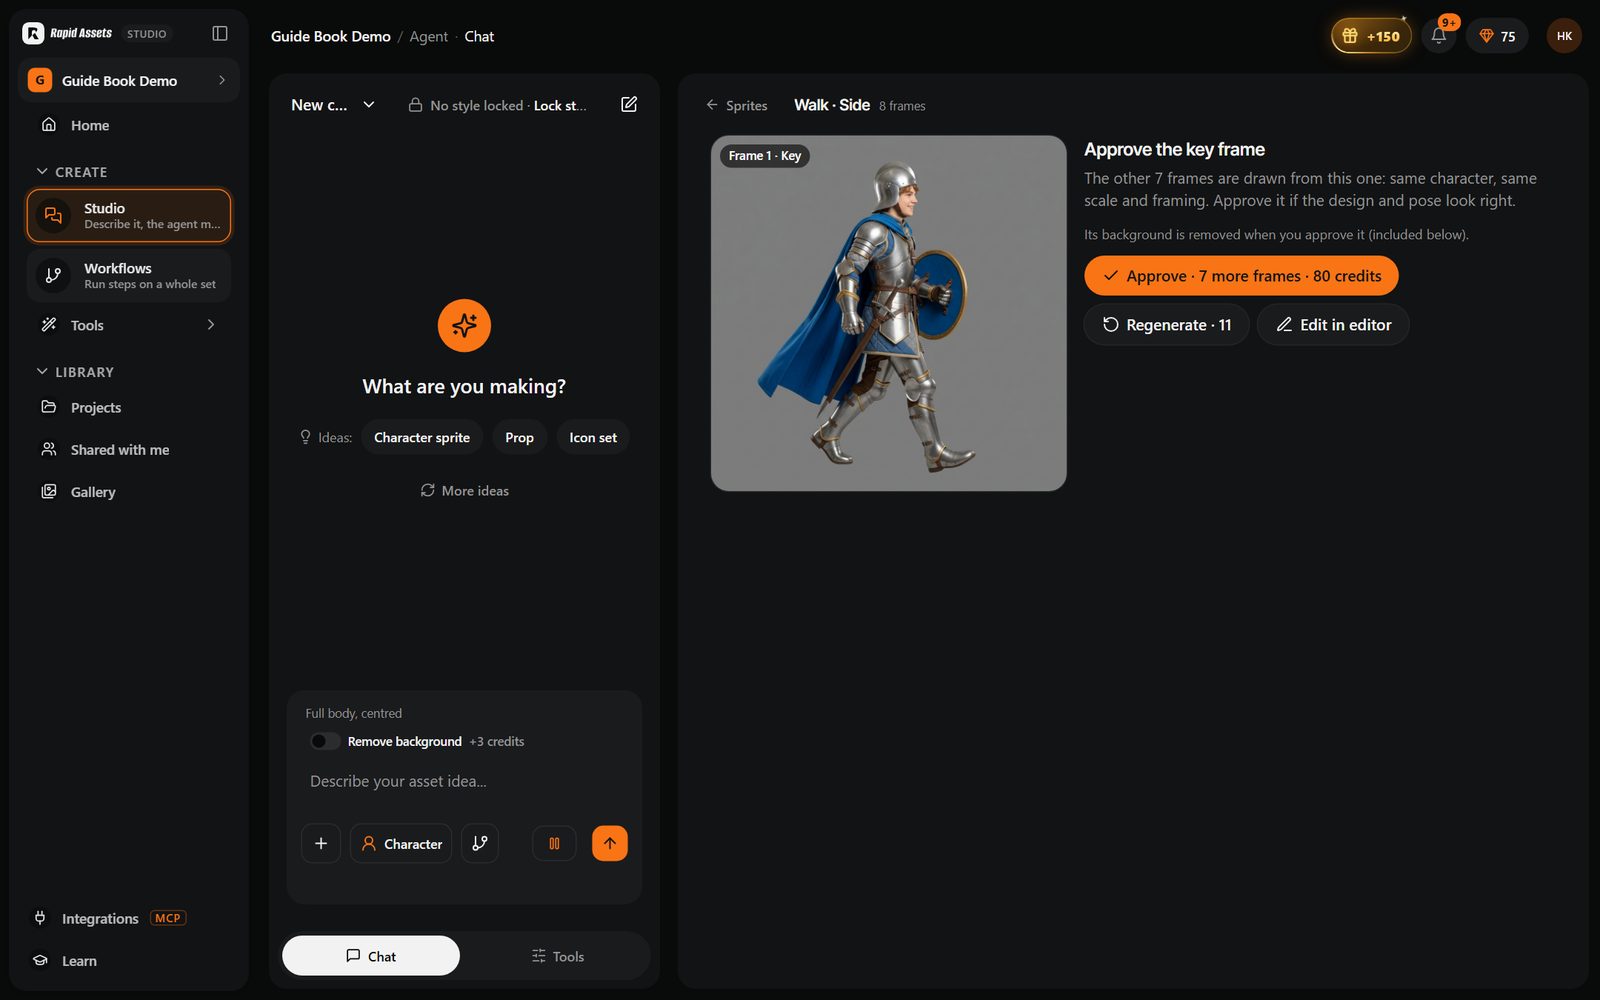 Rapid Assets
STUDIO
Guide Book Demo / Agent · Chat
+150
9+
75
HK
G
Guide Book Demo
Home
CREATE
Studio
Describe it, the agent m...
Workflows
Run steps on a whole set
Tools
LIBRARY
Projects
Shared with me
Gallery
Integrations
MCP
Learn
New c...
No style locked · Lock st...
What are you making?
Ideas:
Character sprite
Prop
Icon set
More ideas
Full body, centred
Remove background +3 credits
Describe your asset idea...
Character
Chat
Tools
Sprites
Walk · Side 8 frames
Frame 1 · Key
Approve the key frame
The other 7 frames are drawn from this one: same character, same
scale and framing. Approve it if the design and pose look right.
Its background is removed when you approve it (included below).
Approve · 7 more frames · 80 credits
Regenerate · 11
Edit in editor